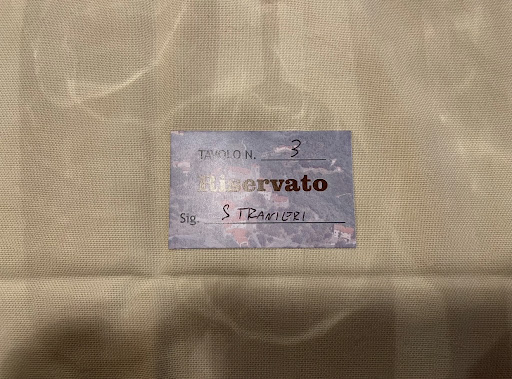 TAVOLO N. 3
Riservato
Sig. STRANIERI